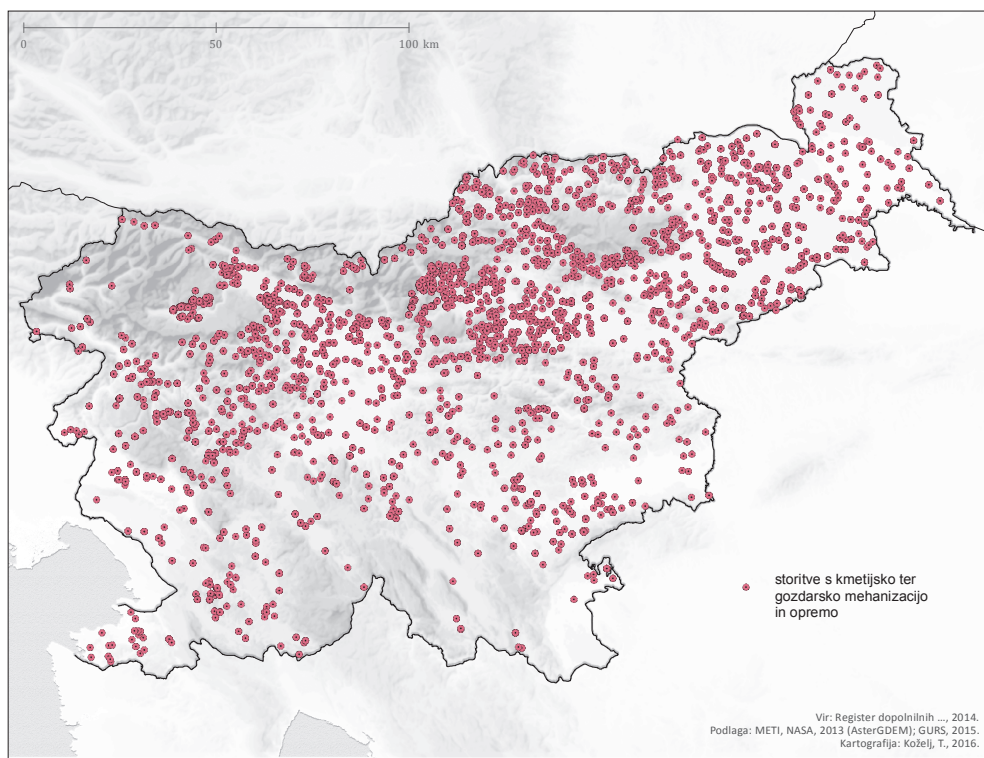 0 50 100 km
storitve s kmetijsko ter
gozdarsko mehanizacijo
in opremo
Vir: Register dopolnilnih ..., 2014.
Podlaga: METI, NASA, 2013 (AsterGDEM); GURS, 2015.
Kartografija: Koželj, T., 2016.